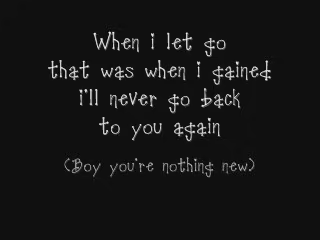 When i let go
that was when i gained
i'll never go back
to you again
(Boy you're nothing new)